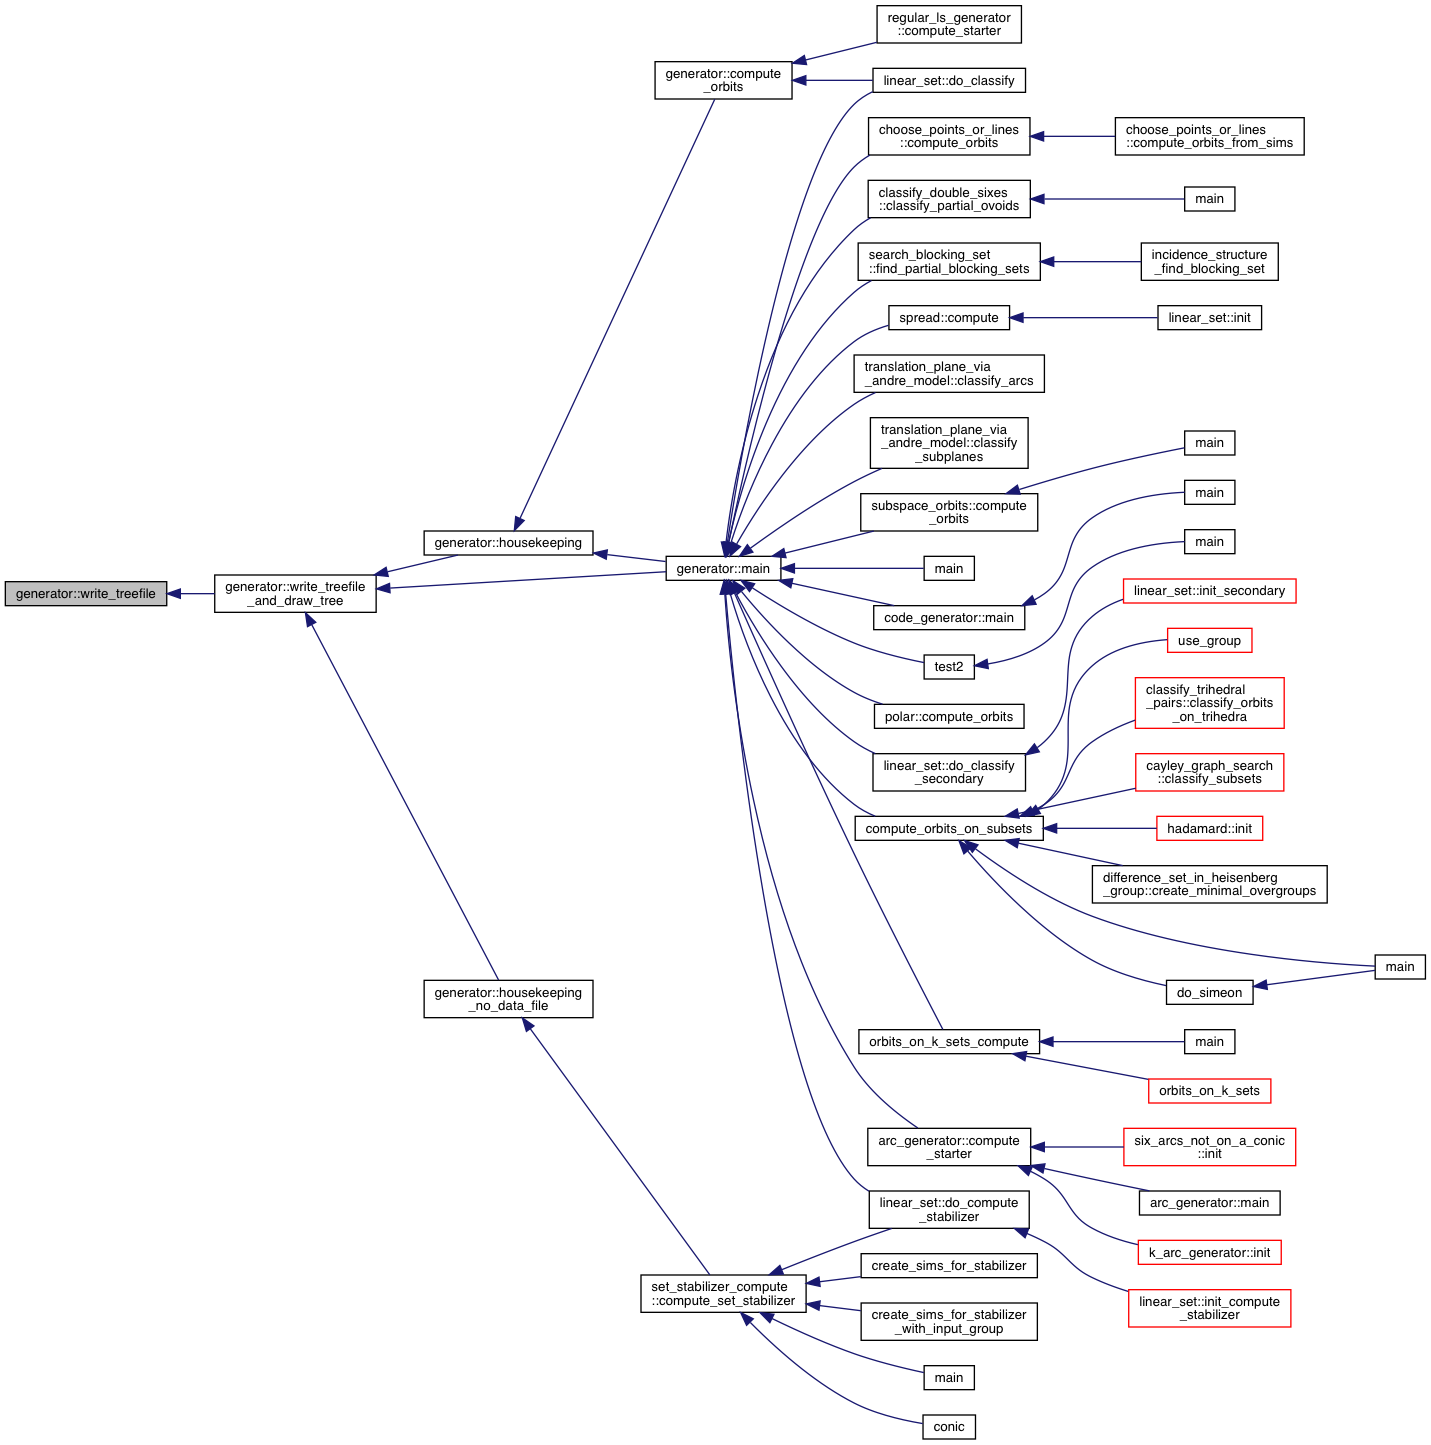 regular_ls_generator
::compute_starter
generator::compute
_orbits
linear_set::do_classify
choose_points_or_lines
::compute_orbits
choose_points_or_lines
::compute_orbits_from_sims
classify_double_sixes
::classify_partial_ovoids
main
search_blocking_set
::find_partial_blocking_sets
incidence_structure
_find_blocking_set
spread::compute
linear_set::init
translation_plane_via
_andre_model::classify_arcs
translation_plane_via
_andre_model::classify
_subplanes
main
subspace_orbits::compute
_orbits
main
generator::housekeeping
main
generator::main
main
generator::write_treefile
generator::write_treefile
_and_draw_tree
linear_set::init_secondary
code_generator::main
use_group
test2
classify_trihedral
_pairs::classify_orbits
_on_trihedra
polar::compute_orbits
linear_set::do_classify
_secondary
cayley_graph_search
::classify_subsets
compute_orbits_on_subsets
hadamard::init
difference_set_in_heisenberg
_group::create_minimal_overgroups
main
generator::housekeeping
_no_data_file
do_simeon
orbits_on_k_sets_compute
main
orbits_on_k_sets
arc_generator::compute
_starter
six_arcs_not_on_a_conic
::init
linear_set::do_compute
_stabilizer
arc_generator::main
k_arc_generator::init
create_sims_for_stabilizer
set_stabilizer_compute
::compute_set_stabilizer
linear_set::init_compute
_stabilizer
create_sims_for_stabilizer
_with_input_group
main
conic